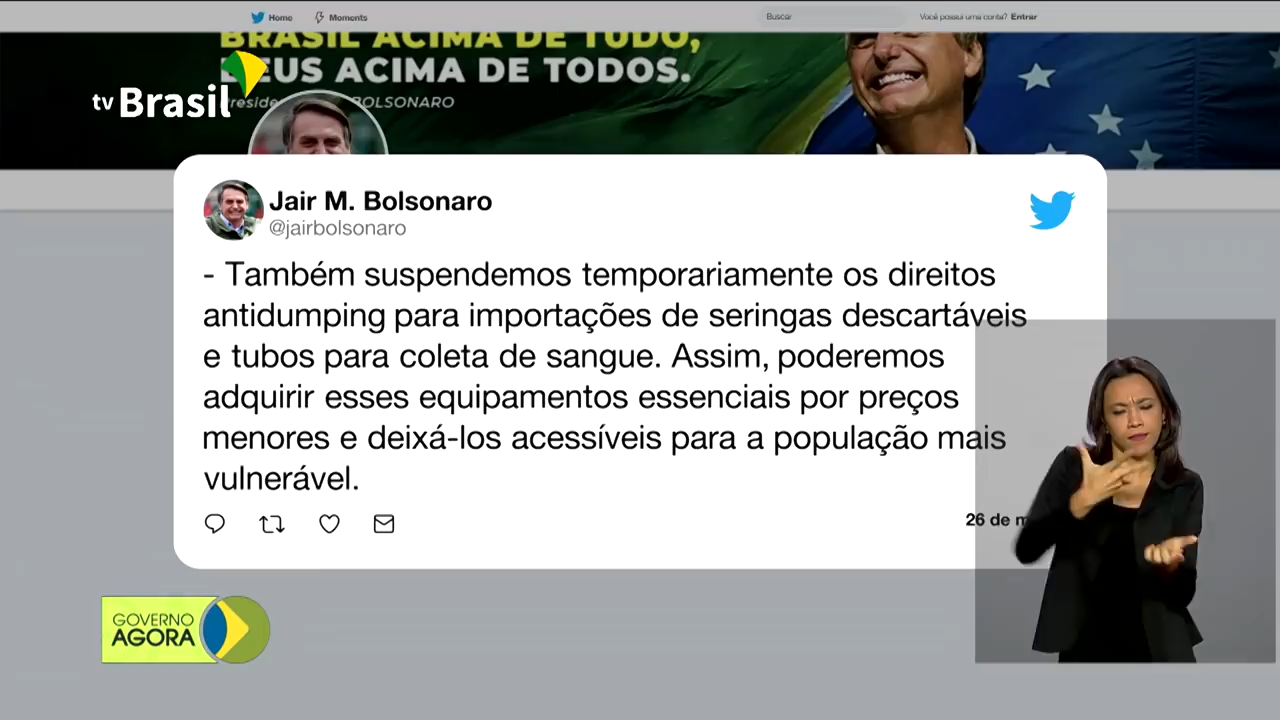 Home Moments Buscar Você possui uma conta? Entrar
BRASIL ACIMA DE TUDO,
DEUS ACIMA DE TODOS.
BOLSONARO
tv Brasil
Jair M. Bolsonaro
@jairbolsonaro
- Também suspendemos temporariamente os direitos
antidumping para importações de seringas descartáveis
e tubos para coleta de sangue. Assim, poderemos
adquirir esses equipamentos essenciais por preços
menores e deixá-los acessíveis para a população mais
vulnerável.
26 de m
GOVERNO
AGORA